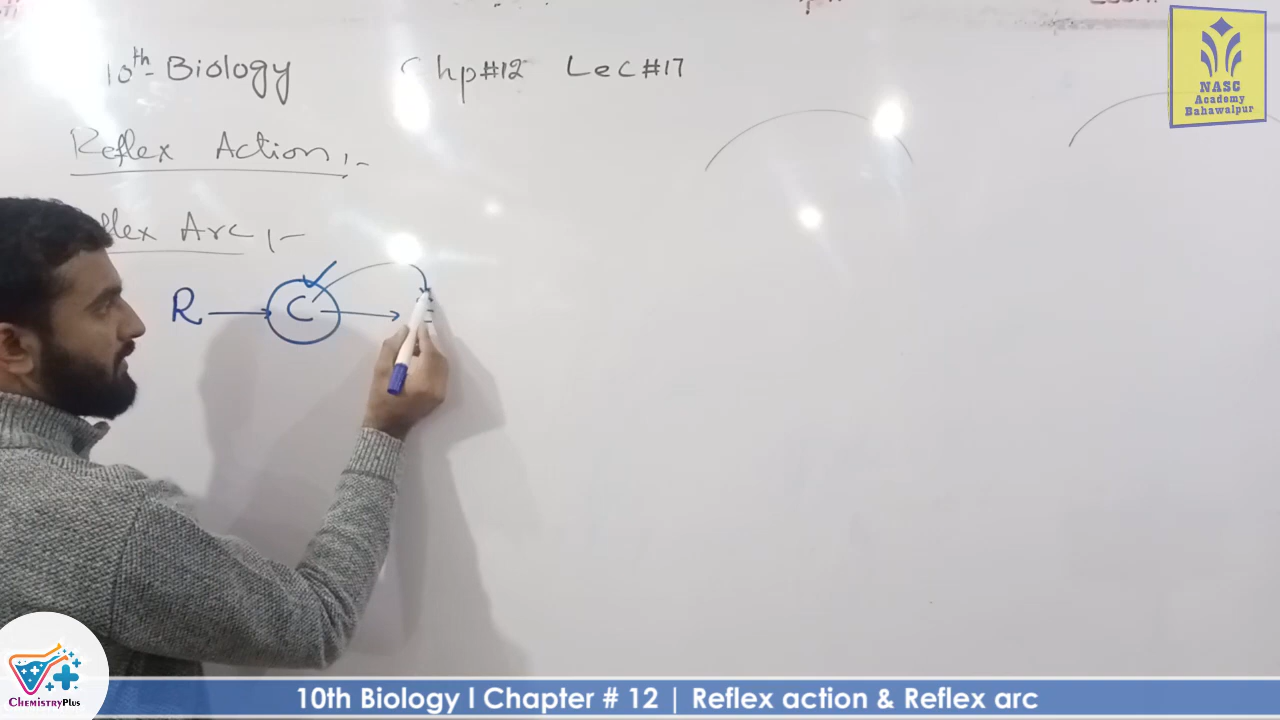 10th Biology Chp#12 Lec#17
NASC
Academy
Bahawalpur
Reflex Action:-
flex Arc:-
R C
ChemistryPlus
10th Biology l Chapter # 12 | Reflex action & Reflex arc